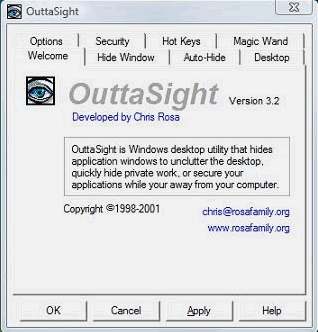 OuttaSight
Options Security Hot Keys Magic Wand
Welcome Hide Window Auto-Hide Desktop
OuttaSight Version 3.2
Developed by Chris Rosa
OuttaSight is Windows desktop utility that hides
application windows to unclutter the desktop,
quickly hide private work, or secure your
applications while your away from your computer.
Copyright ©1998-2001
chris@rosafamily.org
www.rosafamily.org
OK Cancel Apply Help